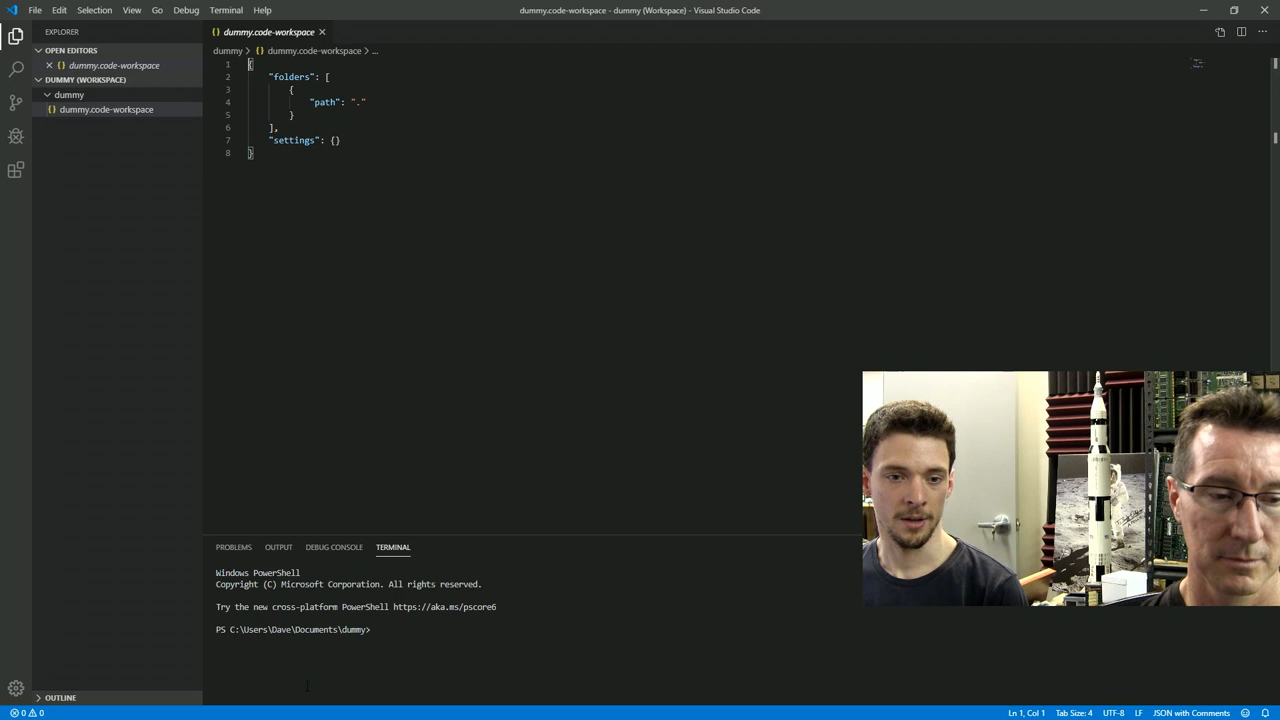 File Edit Selection View Go Debug Terminal Help
dummy.code-workspace - dummy (Workspace) - Visual Studio Code
EXPLORER
OPEN EDITORS
{} dummy.code-workspace
DUMMY (WORKSPACE)
dummy
{} dummy.code-workspace
{} dummy.code-workspace
dummy > {} dummy.code-workspace > ...
1 {
2 "folders": [
3 {
4 "path": "."
5 }
6 ],
7 "settings": {}
8 }
PROBLEMS OUTPUT DEBUG CONSOLE TERMINAL
Windows PowerShell
Copyright (C) Microsoft Corporation. All rights reserved.
Try the new cross-platform PowerShell https://aka.ms/pscore6
PS C:\Users\Dave\Documents\dummy>
OUTLINE
0 0
Ln 1, Col 1 Tab Size: 4 UTF-8 LF JSON with Comments